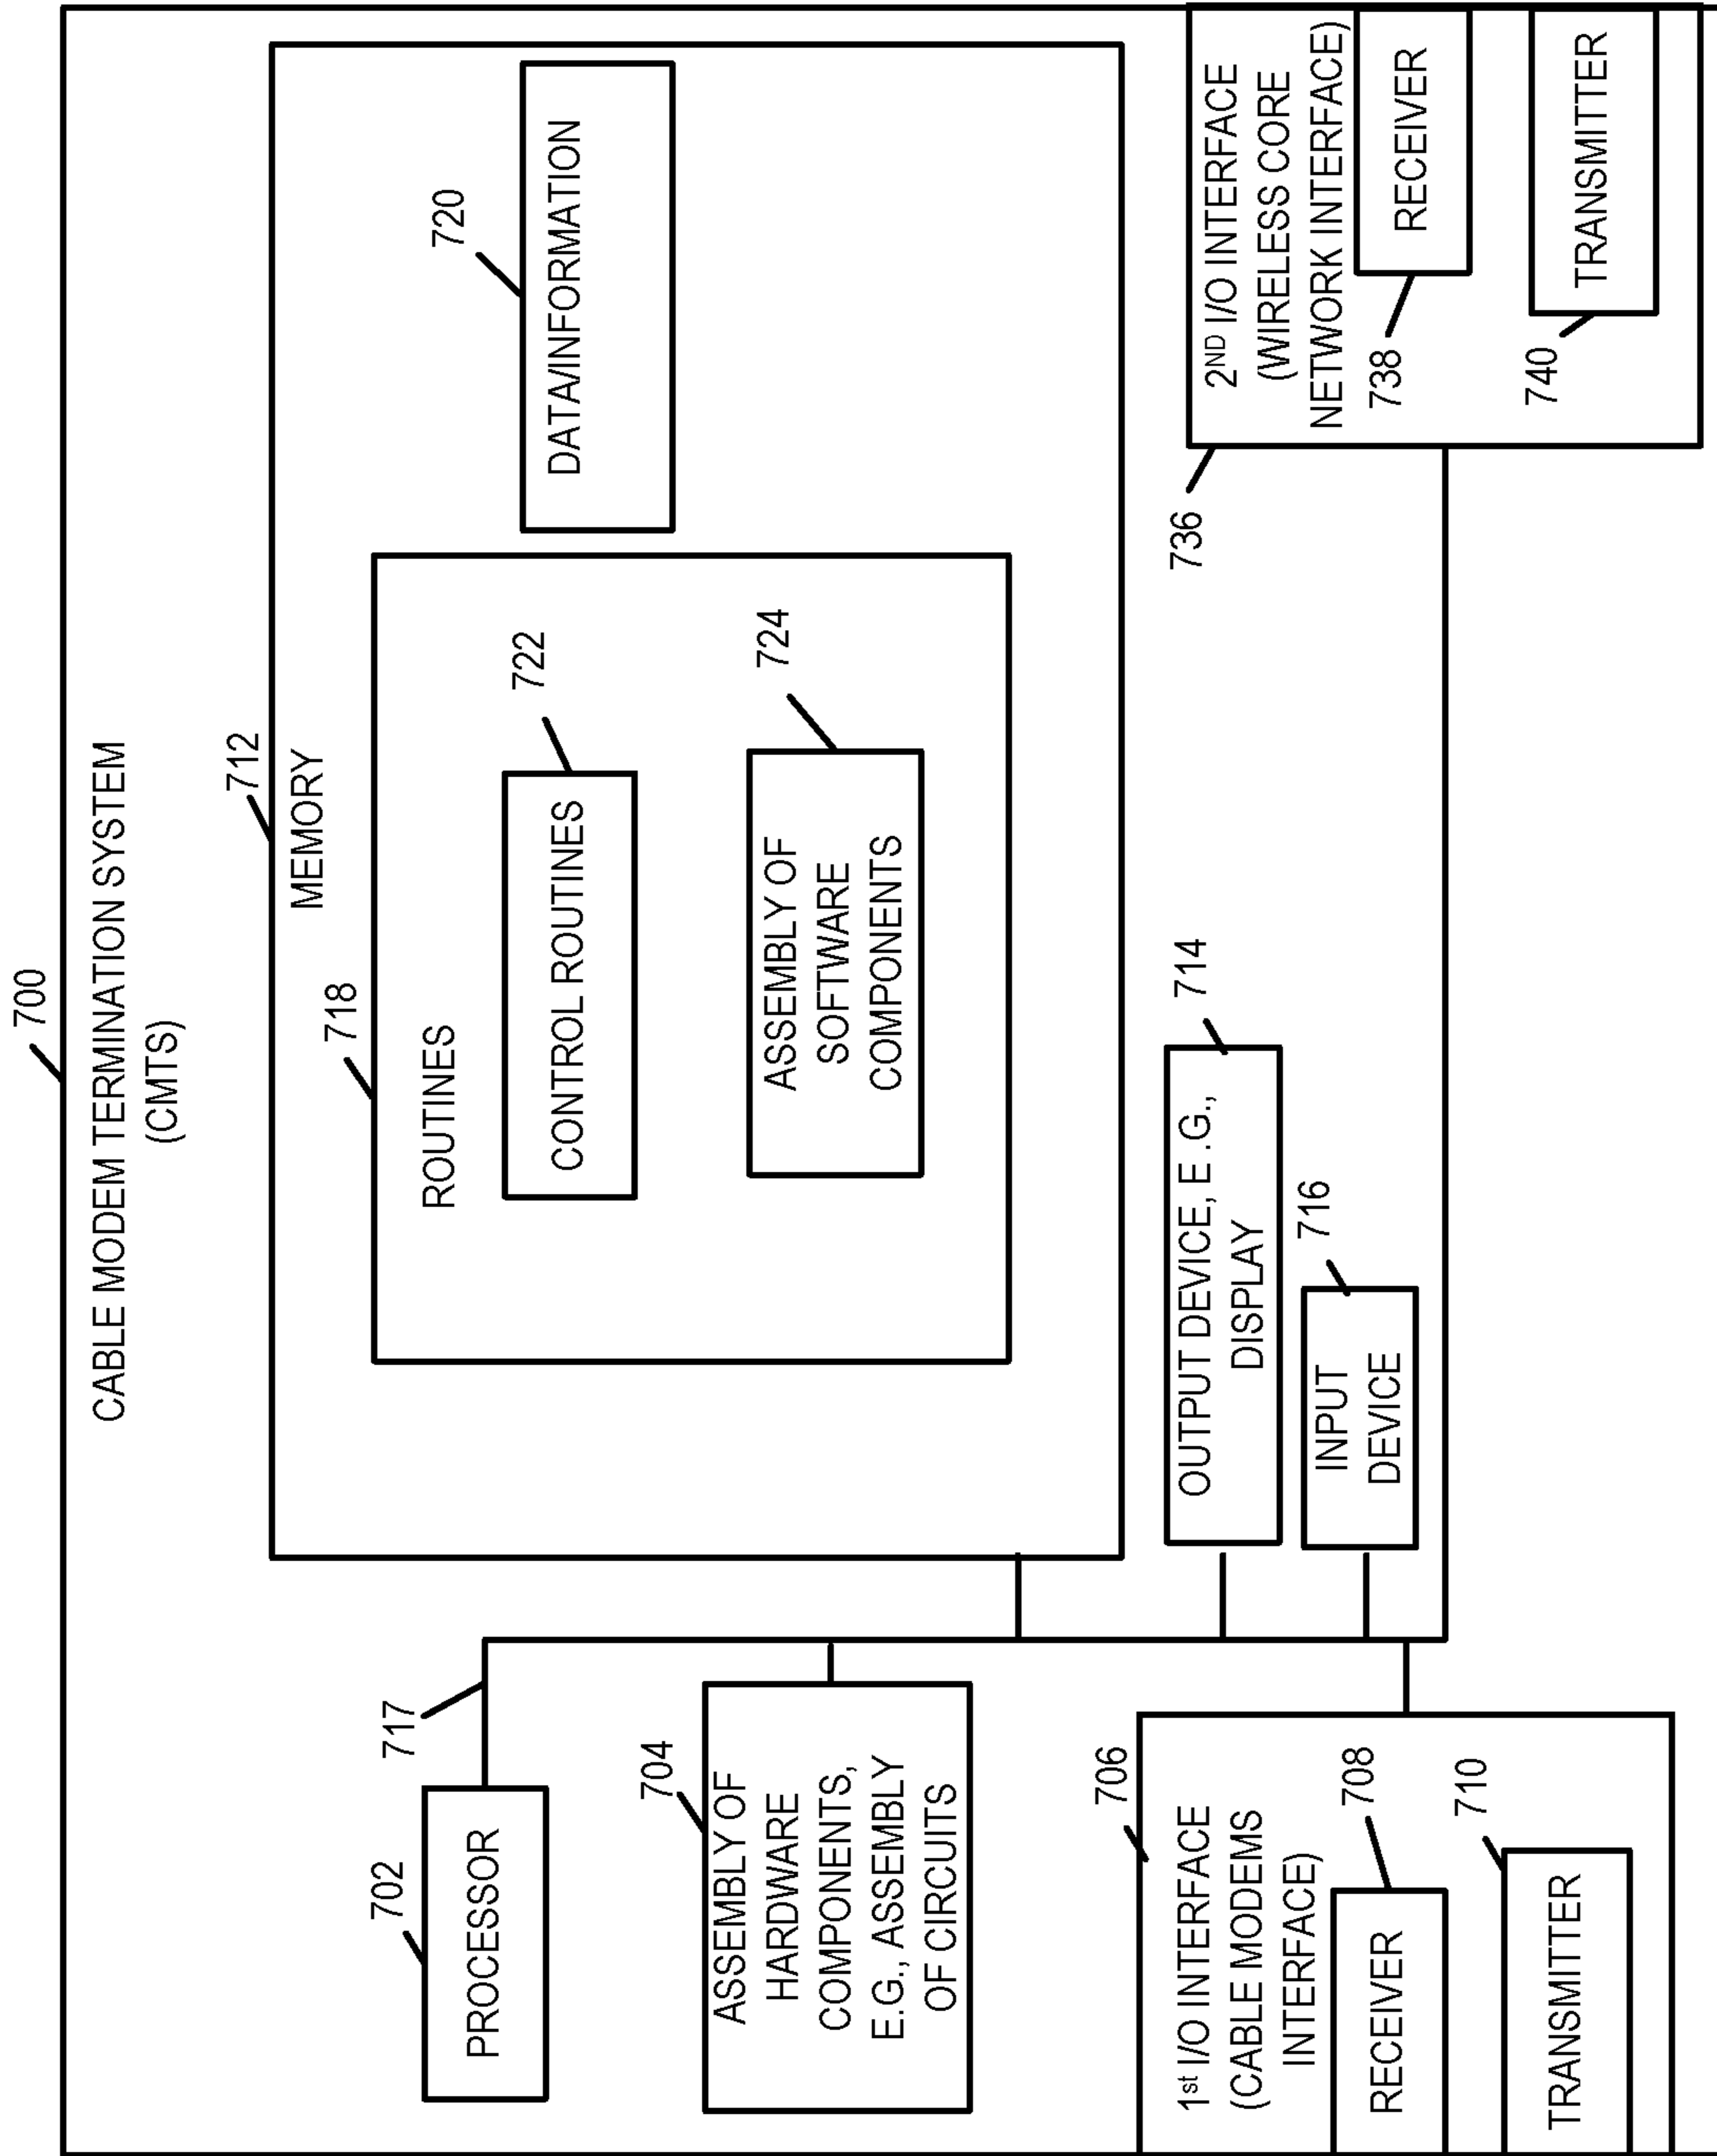 700
CABLE MODEM TERMINATION SYSTEM
(CMTS)
702
PROCESSOR
717
704
ASSEMBLY OF
HARDWARE
COMPONENTS,
E.G., ASSEMBLY
OF CIRCUITS
712
MEMORY
718
ROUTINES
722
CONTROL ROUTINES
724
ASSEMBLY OF
SOFTWARE
COMPONENTS
720
DATA/INFORMATION
706
1st I/O INTERFACE
(CABLE MODEMS
INTERFACE)
708
RECEIVER
710
TRANSMITTER
714
OUTPUT DEVICE, E .G.,
DISPLAY
716
INPUT
DEVICE
736
2ND I/O INTERFACE
(WIRELESS CORE
NETWORK INTERFACE)
738
RECEIVER
740
TRANSMITTER